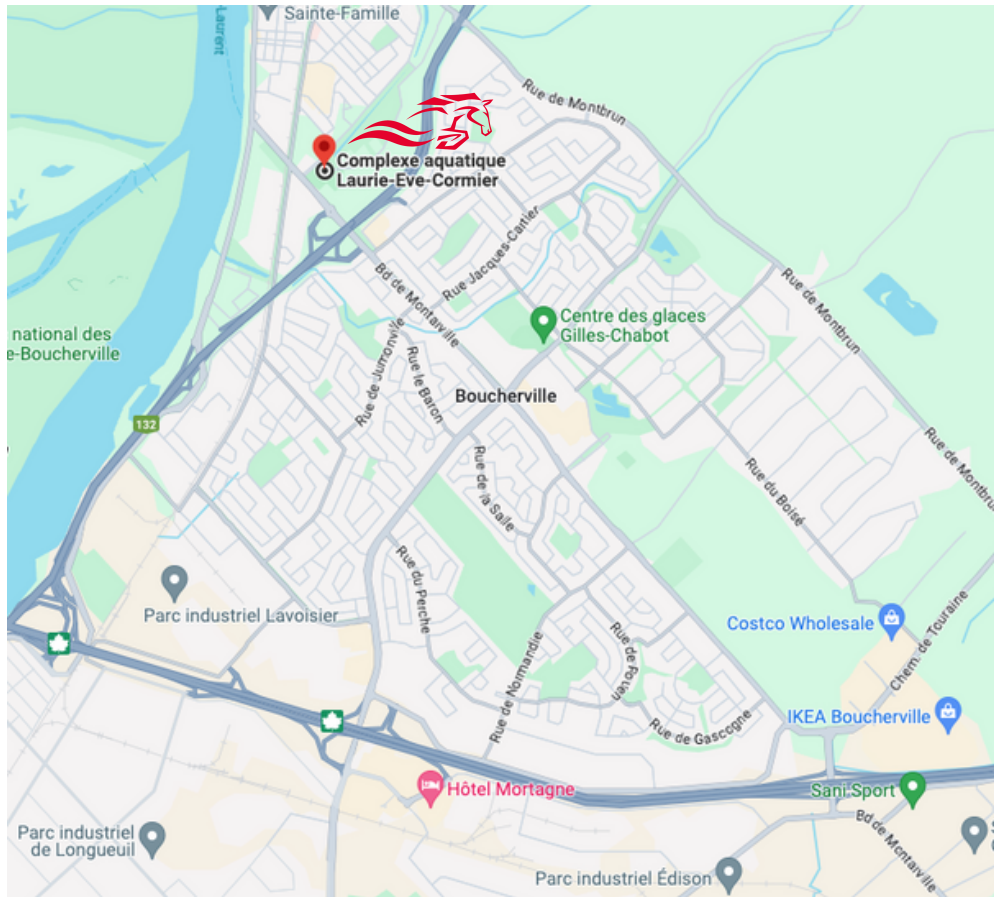 Sainte-Famille
-Laurent
Rue de Montbrun
Complexe aquatique
Laurie-Eve-Cormier
Rue Jacques-Cartier
Bd de Montarville
Rue de Montbrun
Centre des glaces
Gilles-Chabot
national des
e-Boucherville
Rue de Jumonville
Rue le Baron
Boucherville
132
Rue de Montbrun
Rue de la Salle
Rue du Boisé
Rue du Perche
Parc industriel Lavoisier
Costco Wholesale
Chem. de Touraine
Rue de Normandie
Rue de Rouen
Rue de Gascogne
IKEA Boucherville
Hôtel Mortagne
Sani Sport
Bd de Montarville
Parc industriel
de Longueuil
Parc industriel Édison